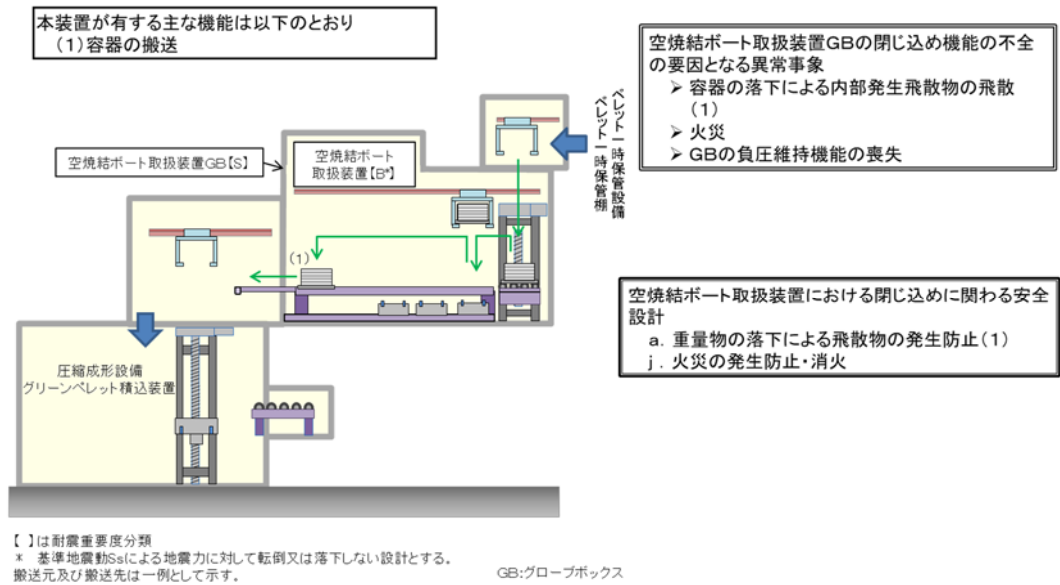 本装置が有する主な機能は以下のとおり
（1）容器の搬送
空焼結ボート取扱装置GBの閉じ込め機能の不全
の要因となる異常事象
➢ 容器の落下による内部発生飛散物の飛散
（1）
➢ 火災
➢ GBの負圧維持機能の喪失
ペレット一時保管設備
ペレット一時保管棚
空焼結ボート取扱装置GB【S】
空焼結ボート
取扱装置【B*】
（1）
空焼結ボート取扱装置における閉じ込めに関わる安全
設計
a．重量物の落下による飛散物の発生防止（1）
j．火災の発生防止・消火
圧縮成形設備
グリーンペレット積込装置
【 】は耐震重要度分類
* 基準地震動Ssによる地震力に対して転倒又は落下しない設計とする。
搬送元及び搬送先は一例として示す。
GB:グローブボックス